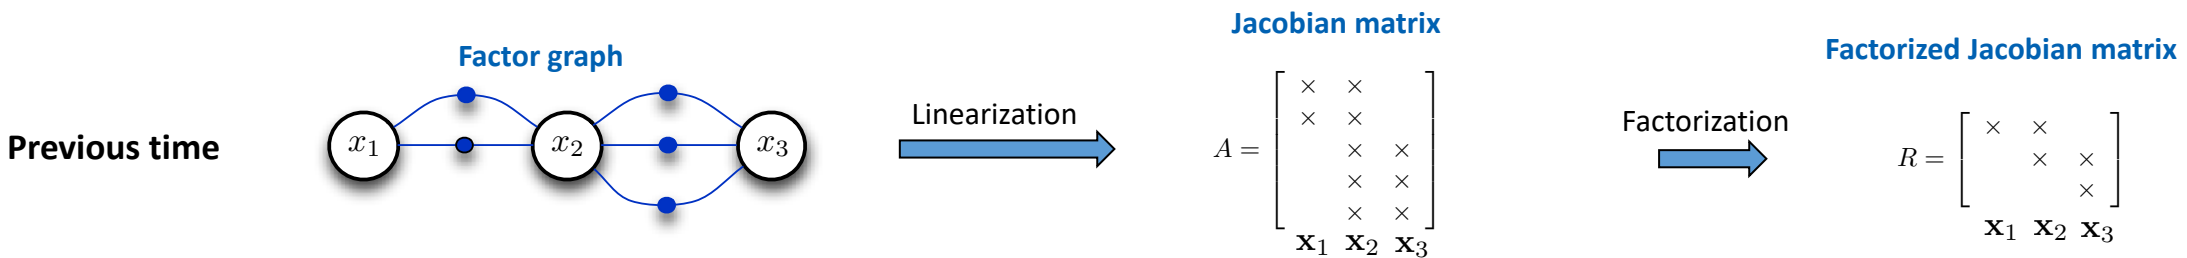 Previous time
Factor graph
x₁ x₂ x₃
Linearization
Jacobian matrix
A = [ × ×
× ×
× ×
× ×
× × ]
x₁ x₂ x₃
Factorization
Factorized Jacobian matrix
R = [ × ×
× ×
× ]
x₁ x₂ x₃